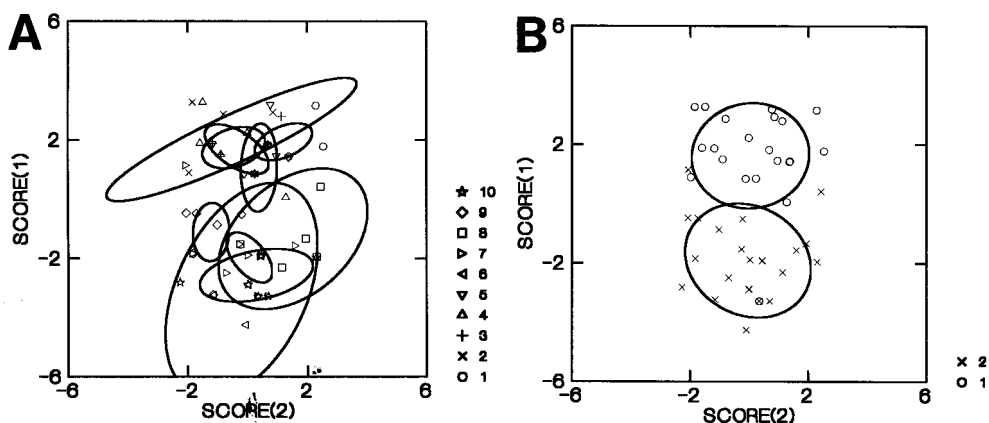 A
6
2
-2
-6
SCORE(1)
-6 -2 2 6
SCORE(2)
☆ 10
◇ 9
□ 8
▷ 7
◁ 6
▽ 5
△ 4
+ 3
× 2
○ 1
B
6
2
-2
-6
SCORE(1)
-6 -2 2 6
SCORE(2)
× 2
○ 1